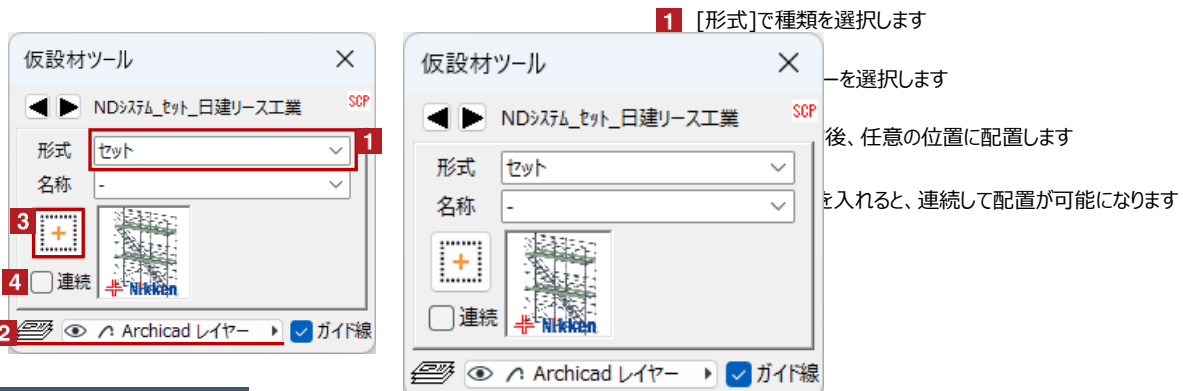 1 [形式]で種類を選択します
ーを選択します
後、任意の位置に配置します
を入れると、連続して配置が可能になります
仮設材ツール
NDｼｽﾃﾑ_ｾｯﾄ_日建リース工業 SCP
形式 セット 1
名称 -
3
4 連続 Nikken
2 Archicad レイヤー ガイド線
仮設材ツール
NDｼｽﾃﾑ_ｾｯﾄ_日建リース工業 SCP
形式 セット
名称 -
連続 Nikken
Archicad レイヤー ガイド線